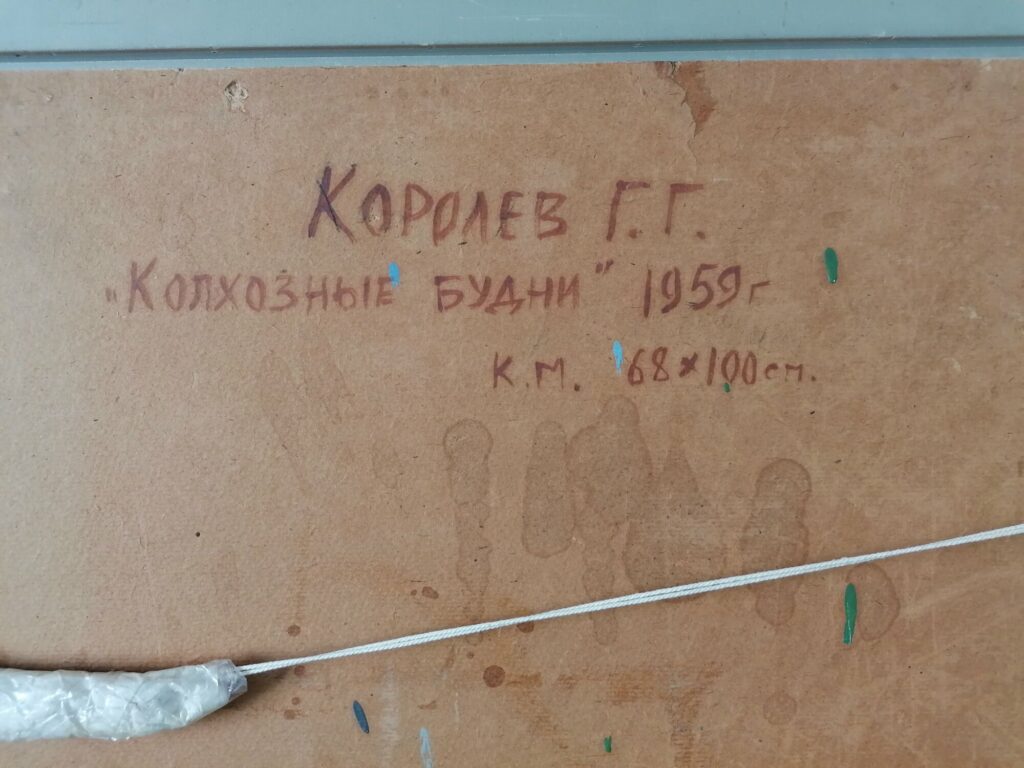 Королев Г.Г.
"Колхозные будни" 1959г
К.М. 68×100см.